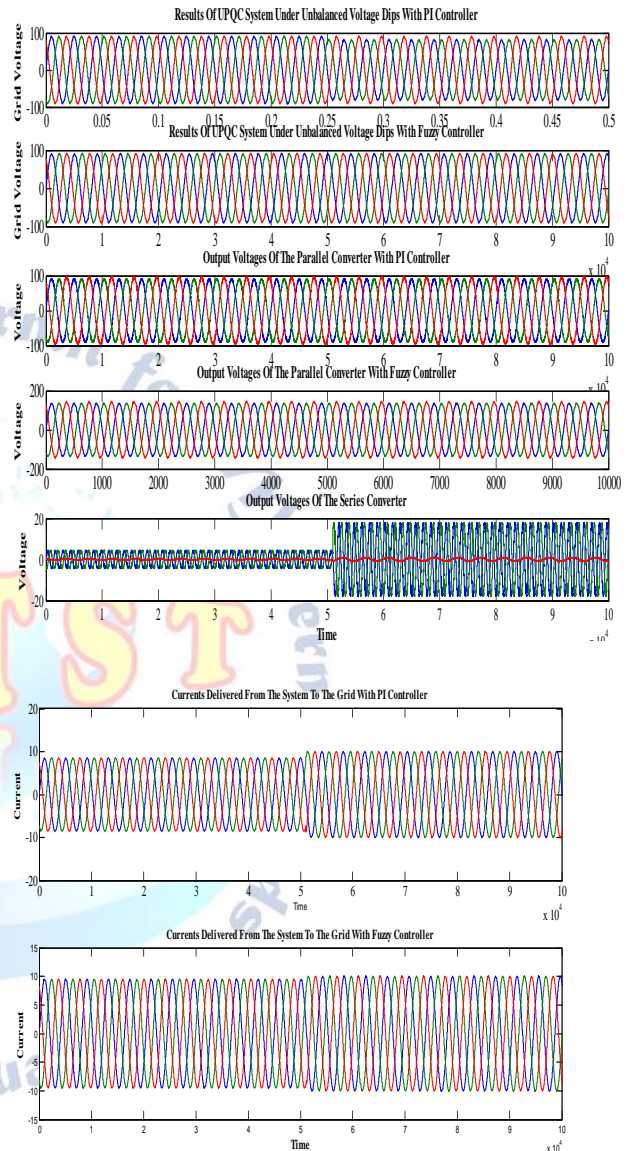 Results Of UPQC System Under Unbalanced Voltage Dips With PI Controller
Grid Voltage
100
0
-100
0 0.05 0.1 0.15 0.2 0.25 0.3 0.35 0.4 0.45 0.5
Results Of UPQC System Under Unbalanced Voltage Dips With Fuzzy Controller
Grid Voltage
100
0
-100
0 1 2 3 4 5 6 7 8 9 10
x 10^4
Output Voltages Of The Parallel Converter With PI Controller
Voltage
100
0
-100
0 1 2 3 4 5 6 7 8 9 10
x 10^4
Output Voltages Of The Parallel Converter With Fuzzy Controller
Voltage
200
0
-200
0 1000 2000 3000 4000 5000 6000 7000 8000 9000 10000
Output Voltages Of The Series Converter
Voltage
20
0
-20
0 1 2 3 4 5 6 7 8 9 10
Time
x 10^4
Currents Delivered From The System To The Grid With PI Controller
Current
20
10
0
-10
-20
0 1 2 3 4 5 6 7 8 9 10
Time
x 10^4
Currents Delivered From The System To The Grid With Fuzzy Controller
Current
15
10
5
0
-5
-10
-15
0 1 2 3 4 5 6 7 8 9 10
Time
x 10^4